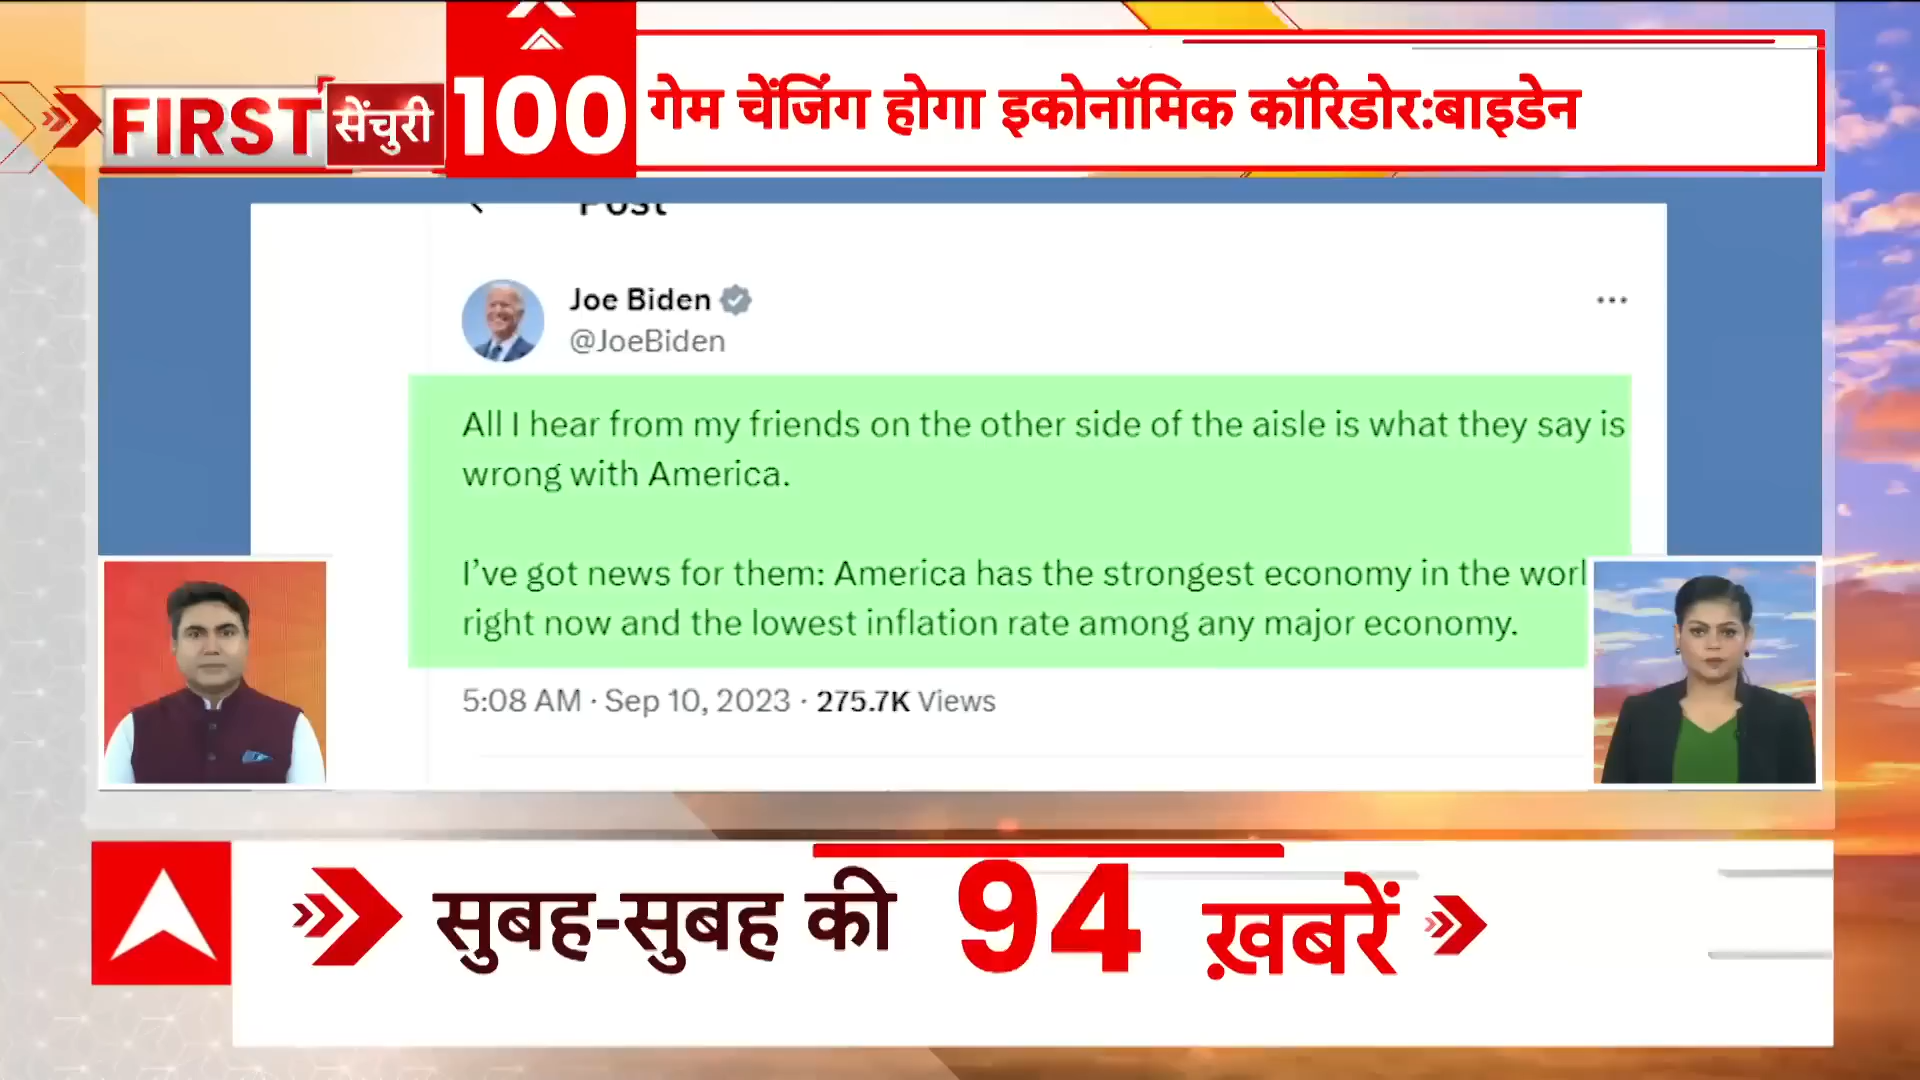 FIRST सेंचुरी 100 गेम चेंजिंग होगा इकोनॉमिक कॉरिडोर:बाइडेन
Post
Joe Biden
@JoeBiden
All I hear from my friends on the other side of the aisle is what they say is
wrong with America.
I've got news for them: America has the strongest economy in the worl
right now and the lowest inflation rate among any major economy.
5:08 AM · Sep 10, 2023 · 275.7K Views
सुबह-सुबह की 94 ख़बरें